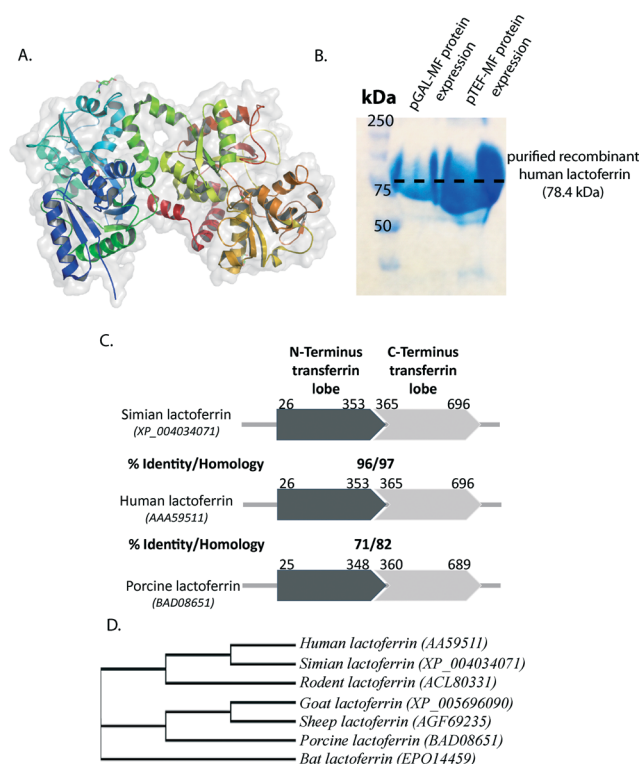 A.
B.
pGAL-MF protein
expression
pTEF-MF protein
expression
kDa
250
75
50
purified recombinant
human lactoferrin
(78.4 kDa)
C.
N-Terminus
transferrin
lobe
C-Terminus
transferrin
lobe
26 353 365 696
Simian lactoferrin
(XP_004034071)
% Identity/Homology 96/97
26 353 365 696
Human lactoferrin
(AAA59511)
% Identity/Homology 71/82
25 348 360 689
Porcine lactoferrin
(BAD08651)
D.
Human lactoferrin (AA59511)
Simian lactoferrin (XP_004034071)
Rodent lactoferrin (ACL80331)
Goat lactoferrin (XP_005696090)
Sheep lactoferrin (AGF69235)
Porcine lactoferrin (BAD08651)
Bat lactoferrin (EPO14459)